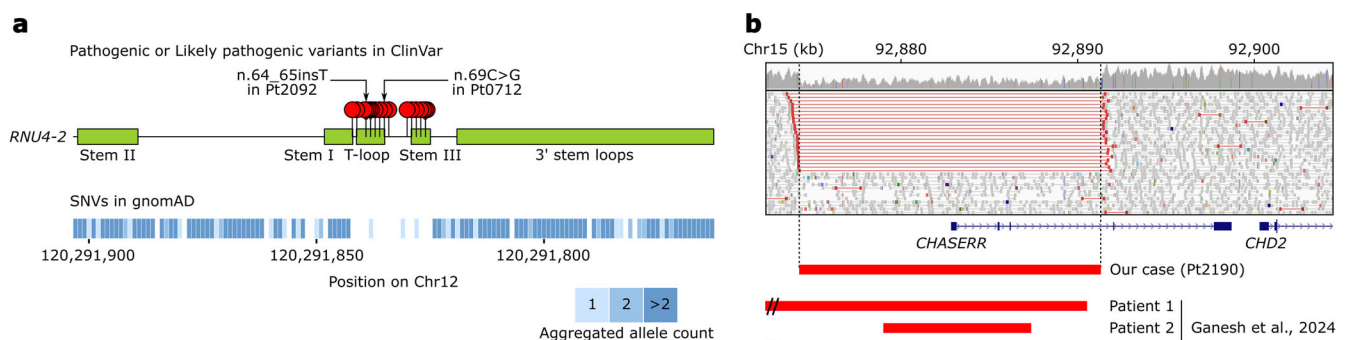 a
Pathogenic or Likely pathogenic variants in ClinVar
n.64_65insT
in Pt2092
n.69C>G
in Pt0712
RNU4-2
Stem II
Stem I
T-loop
Stem III
3' stem loops
SNVs in gnomAD
120,291,900
120,291,850
120,291,800
Position on Chr12
1
2
>2
Aggregated allele count
b
Chr15 (kb)
92,880
92,890
92,900
CHASERR
CHD2
Our case (Pt2190)
Patient 1
Patient 2
Ganesh et al., 2024